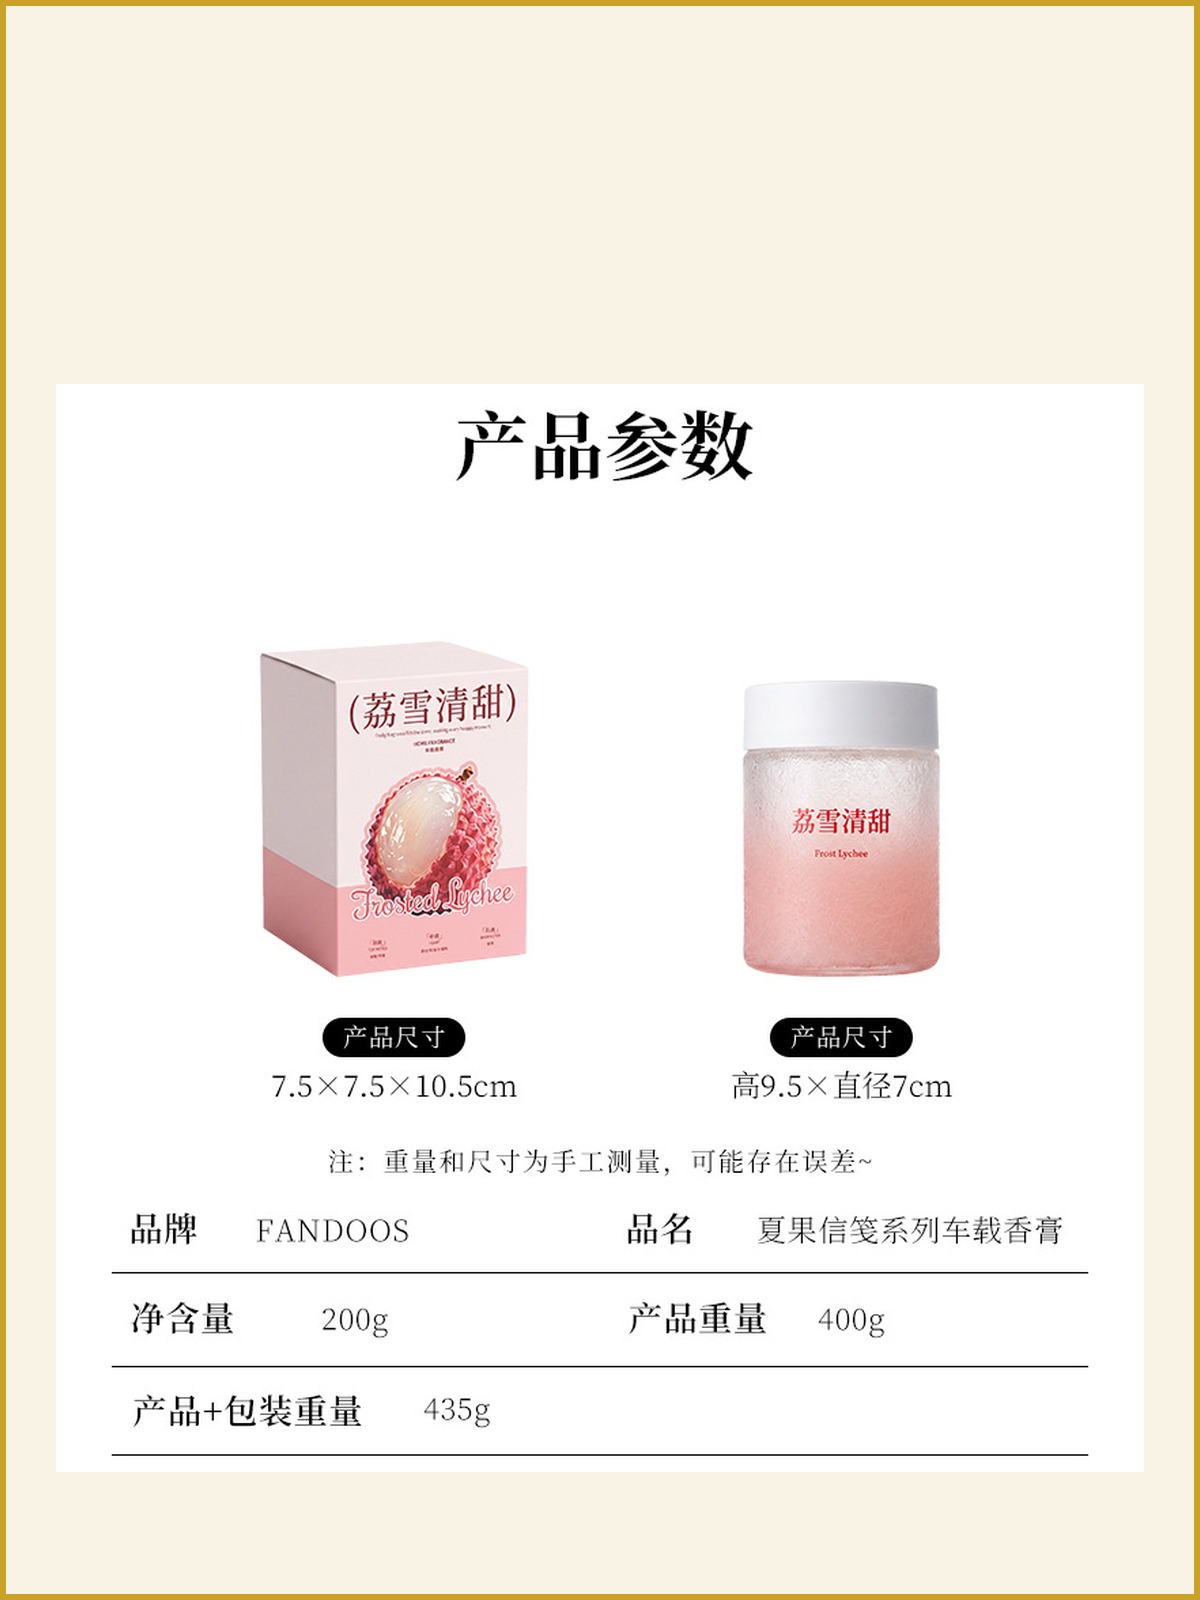 产品参数
(荔雪清甜)
HOME FRAGRANCE
Frosted Lychee
荔雪清甜
Frost Lychee
产品尺寸
7.5×7.5×10.5cm
产品尺寸
高9.5×直径7cm
注：重量和尺寸为手工测量，可能存在误差~
品牌 FANDOOS 品名 夏果信笺系列车载香膏
净含量 200g 产品重量 400g
产品+包装重量 435g